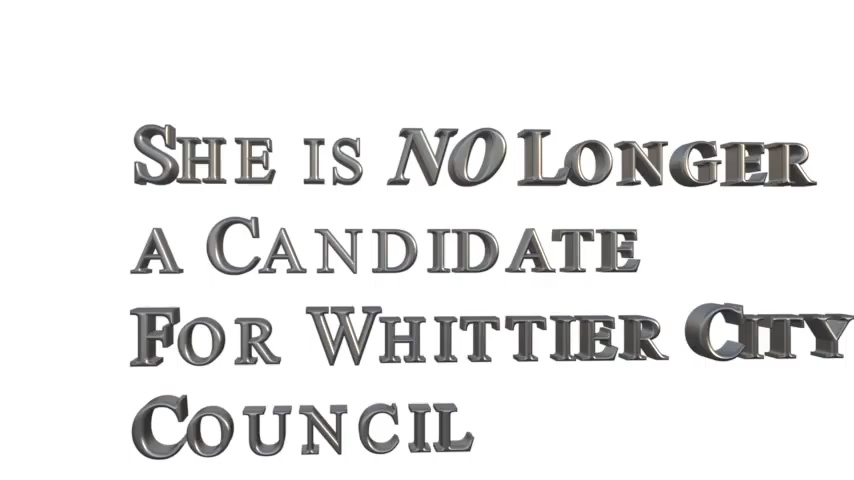 She is NO Longer
a Candidate
For Whittier City
Council